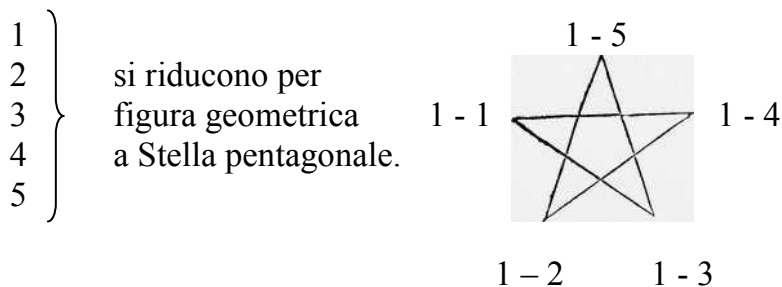 1
2
3
4
5
si riducono per
figura geometrica
a Stella pentagonale.
1 - 5
1 - 1
1 - 4
1 – 2
1 - 3